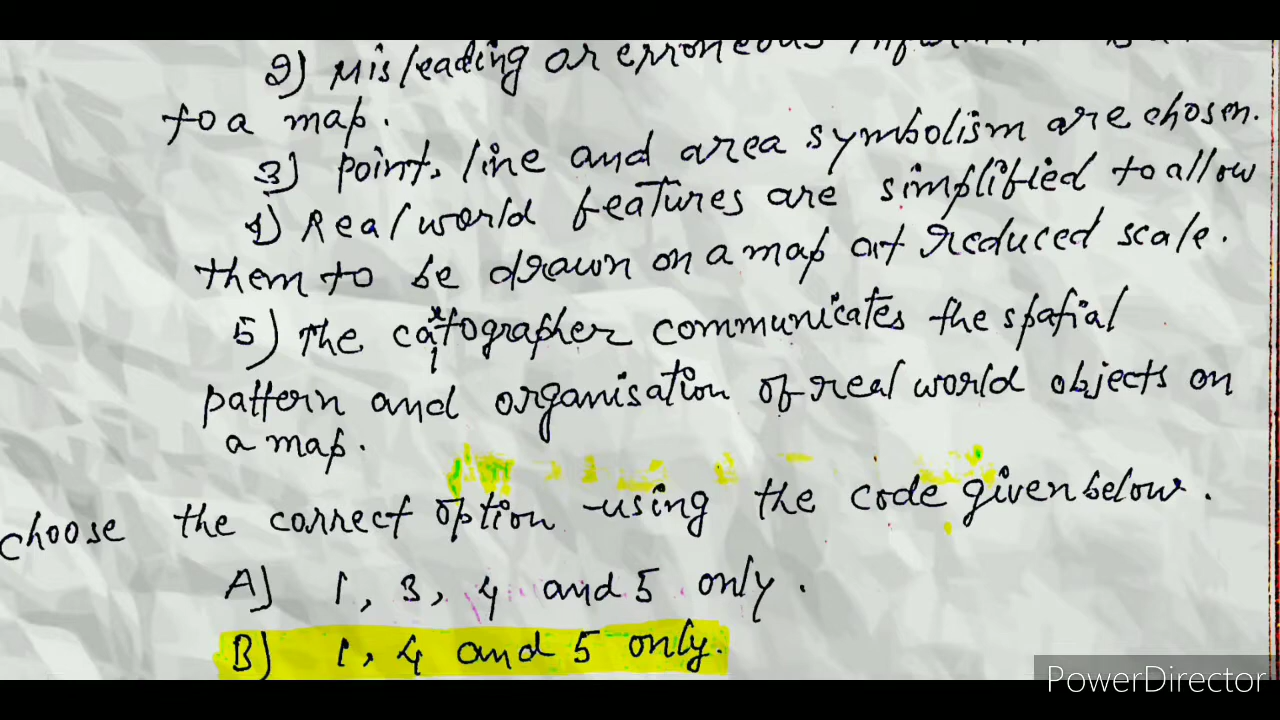 2) Misleading or erroneous
to a map.
3) point, line and area symbolism are chosen.
4) Real world features are simplified to allow
them to be drawn on a map at reduced scale.
5) The cartographer communicates the spatial
pattern and organisation of real world objects on
a map.
choose the correct option using the code given below.
A) 1, 3, 4 and 5 only.
B) 1, 4 and 5 only.
PowerDirector